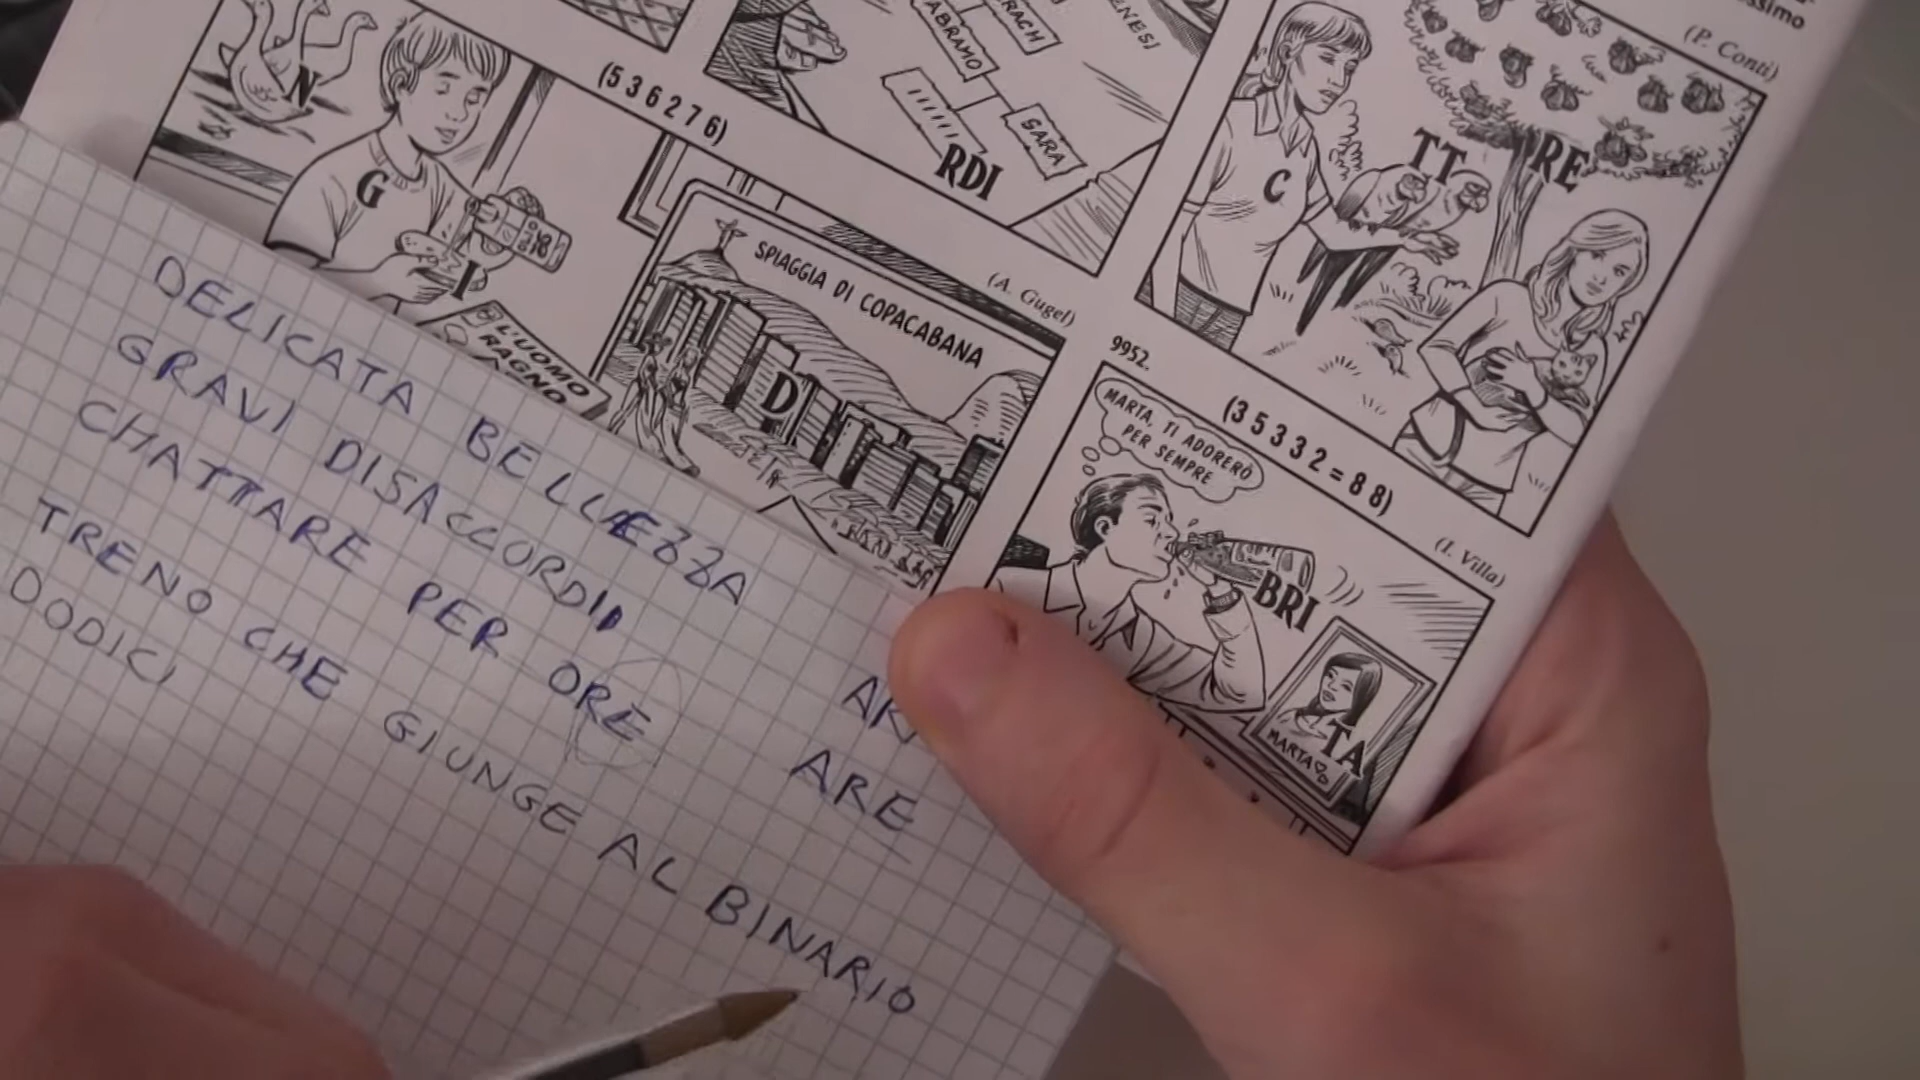 ESSIMO
(P. Conti)
ABRAMO
RACH
ENESI
SARA
RDI
N
G
I
(5 3 6 2 7 6)
(A. Gugel)
L'UOMO
RAGNO
SPIAGGIA DI COPACABANA
D
C
TT
RE
9952.
(3 5 3 3 2 = 8 8)
(I. Villa)
MARTA, TI ADORERÒ
PER SEMPRE
BRI
TA
MARTA
DELICATA BELLEZZA
GRAVI DISACCORDI
CHATTARE PER ORE ARE
TRENO CHE GIUNGE AL BINARIO
DODICI